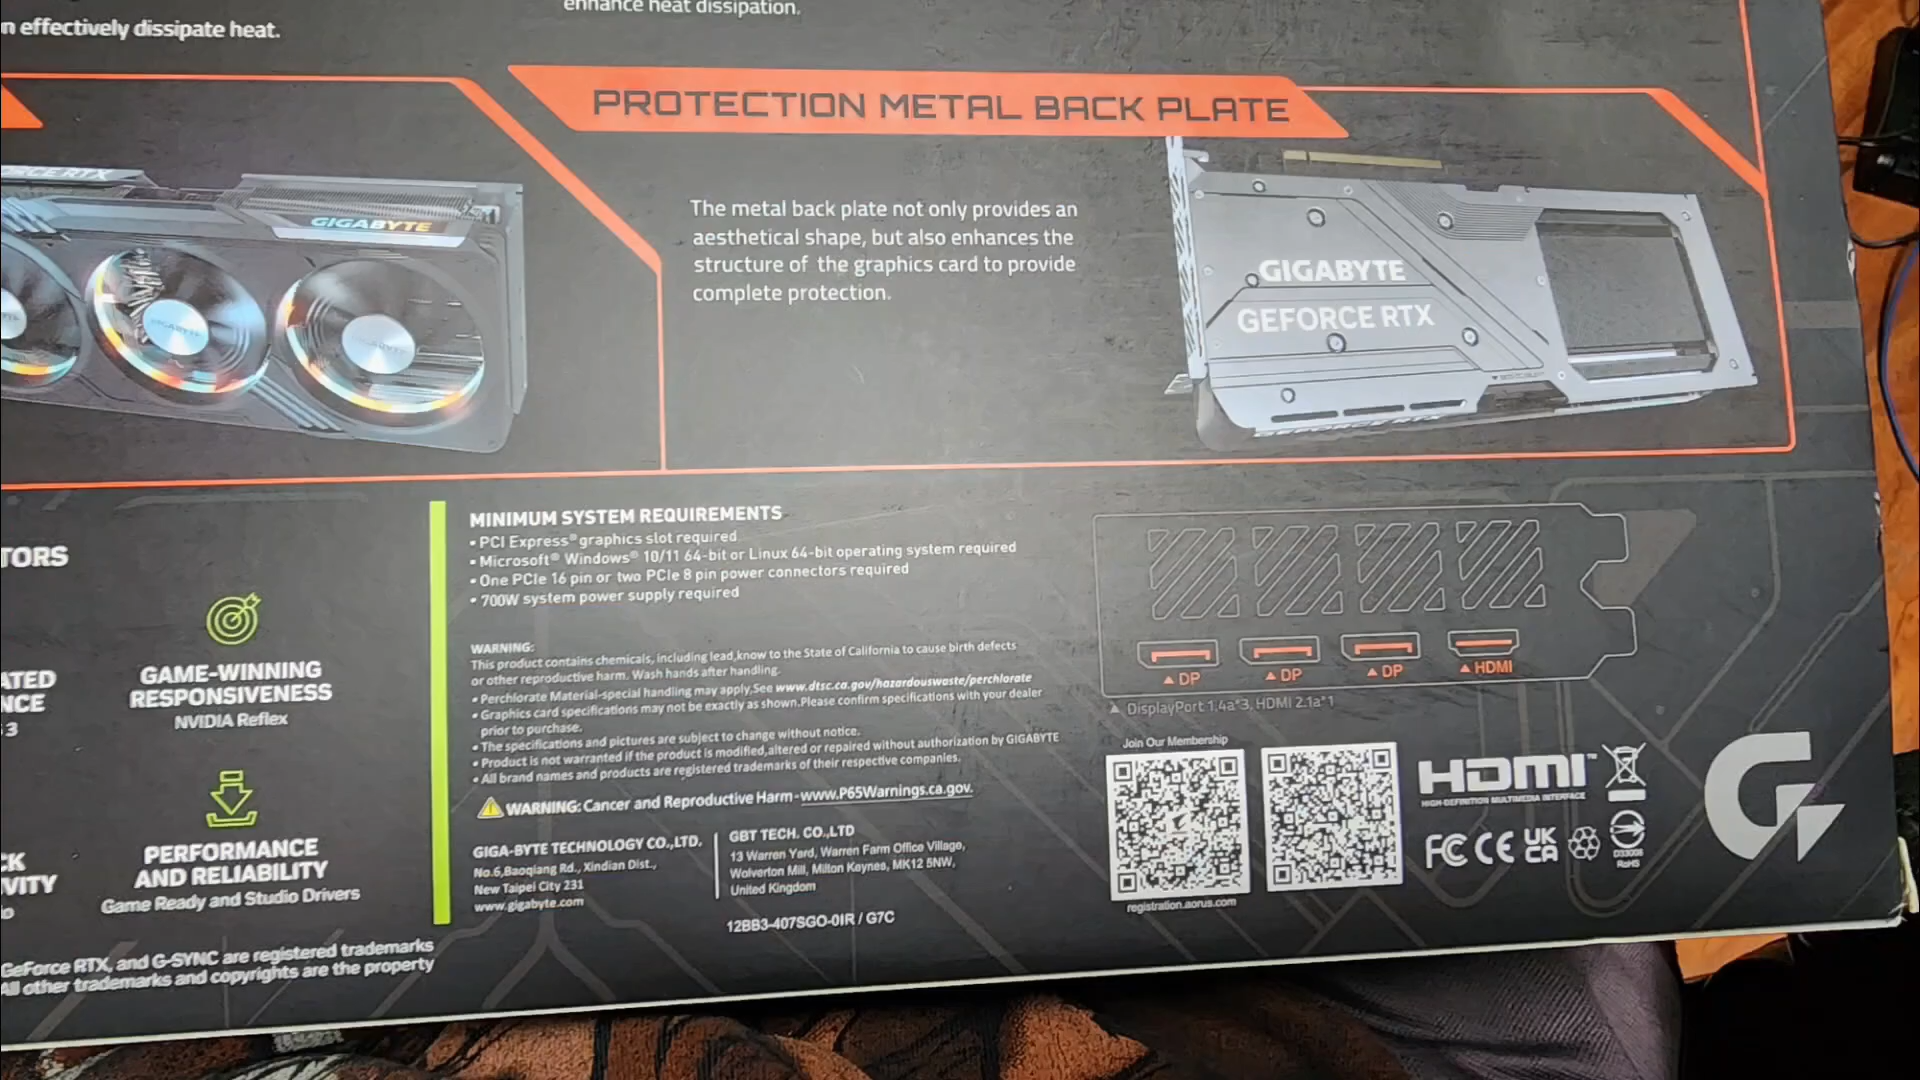 enhance heat dissipation.
n effectively dissipate heat.
PROTECTION METAL BACK PLATE
RCE RTX
GIGABYTE
The metal back plate not only provides an
aesthetical shape, but also enhances the
structure of the graphics card to provide
complete protection.
GIGABYTE
GEFORCE RTX
TORS
ATED
NCE
3
GAME-WINNING
RESPONSIVENESS
NVIDIA Reflex
CK
VITY
io
PERFORMANCE
AND RELIABILITY
Game Ready and Studio Drivers
GeForce RTX, and G-SYNC are registered trademarks
All other trademarks and copyrights are the property
MINIMUM SYSTEM REQUIREMENTS
• PCI Express® graphics slot required
• Microsoft® Windows® 10/11 64-bit or Linux 64-bit operating system required
• One PCIe 16 pin or two PCIe 8 pin power connectors required
• 700W system power supply required
WARNING:
This product contains chemicals, including lead,know to the State of California to cause birth defects
or other reproductive harm. Wash hands after handling.
• Perchlorate Material-special handling may apply.See www.dtsc.ca.gov/hazardouswaste/perchlorate
• Graphics card specifications may not be exactly as shown.Please confirm specifications with your dealer
prior to purchase.
• The specifications and pictures are subject to change without notice.
• Product is not warranted if the product is modified,altered or repaired without authorization by GIGABYTE
• All brand names and products are registered trademarks of their respective companies.
WARNING: Cancer and Reproductive Harm-www.P65Warnings.ca.gov.
GIGA-BYTE TECHNOLOGY CO.,LTD.
No.6,Baoqiang Rd., Xindian Dist.,
New Taipei City 231
www.gigabyte.com
GBT TECH. CO.,LTD
13 Warren Yard, Warren Farm Office Village,
Wolverton Mill, Milton Keynes, MK12 5NW,
United Kingdom
12BB3-407SGO-0IR / G7C
▲ DP
▲ DP
▲ DP
▲ HDMI
▲ DisplayPort 1.4a*3, HDMI 2.1a*1
Join Our Membership
registration.aorus.com
HDMI™
HIGH-DEFINITION MULTIMEDIA INTERFACE
FC CE UK
CA
D33008
RoHS